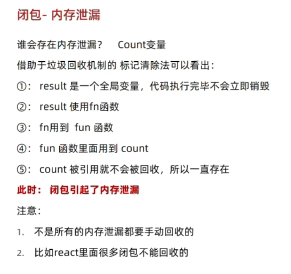 闭包- 内存泄漏
谁会存在内存泄漏？ Count变量
借助于垃圾回收机制的 标记清除法可以看出：
①： result 是一个全局变量，代码执行完毕不会立即销毁
②： result 使用fn函数
③： fn用到 fun 函数
④： fun 函数里面用到 count
⑤： count 被引用就不会被回收，所以一直存在
此时： 闭包引起了内存泄漏
注意：
1. 不是所有的内存泄漏都要手动回收的
2. 比如react里面很多闭包不能回收的